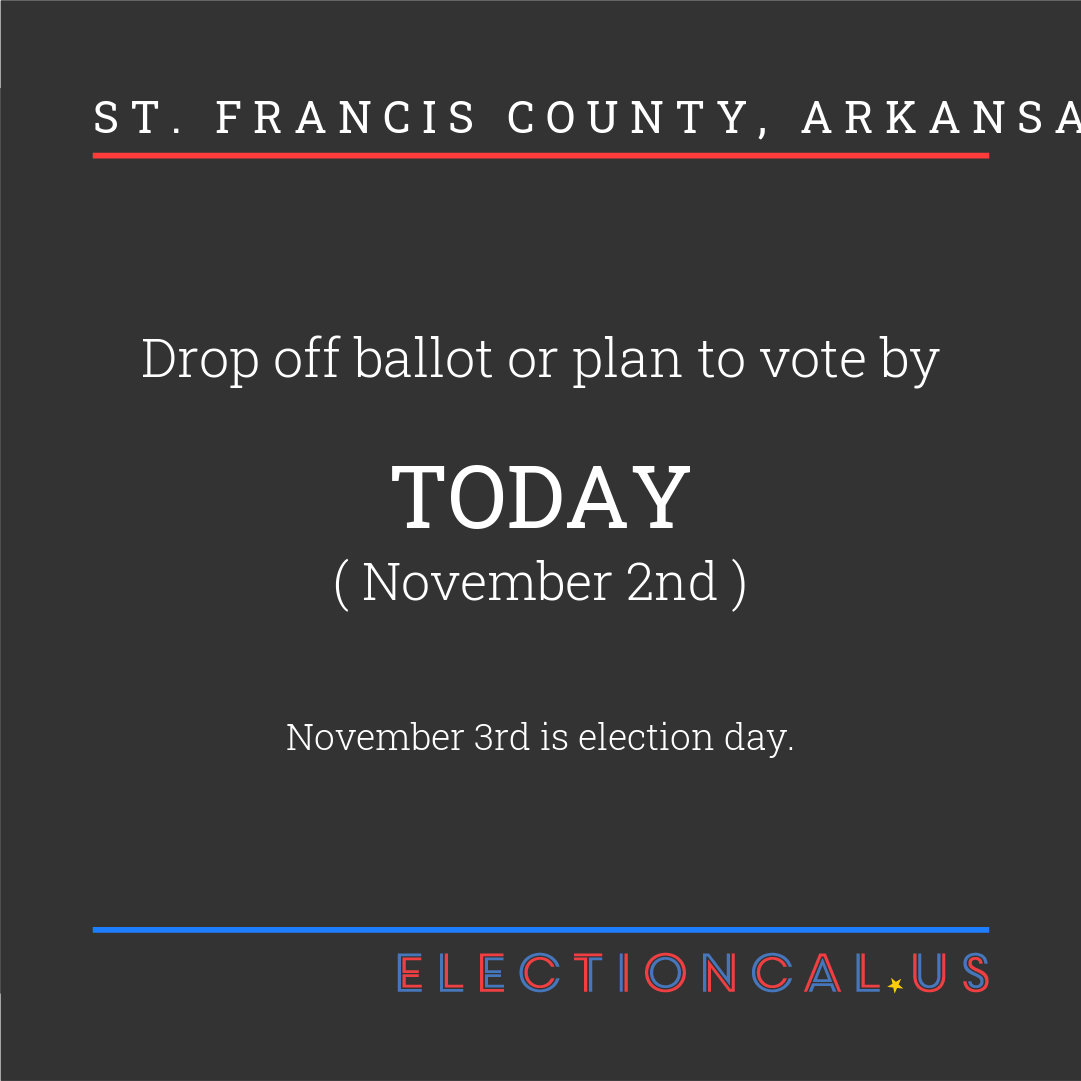 ST. FRANCIS COUNTY, ARKANSA
Drop off ballot or plan to vote by
TODAY
( November 2nd )
November 3rd is election day.
ELECTIONCAL.US